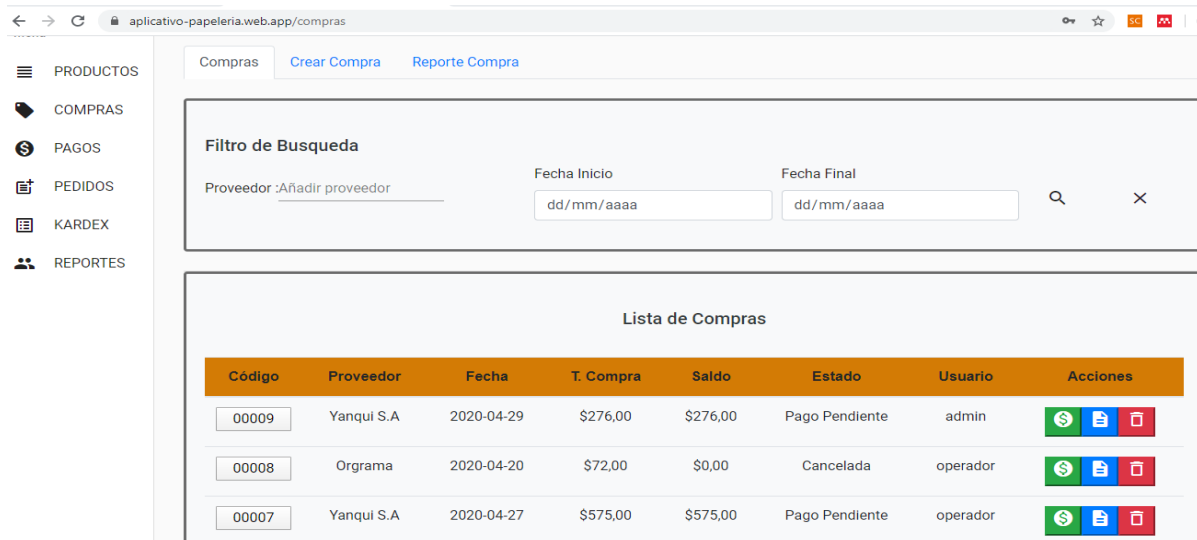 aplicativo-papeleria.web.app/compras
SC
PRODUCTOS
COMPRAS
PAGOS
PEDIDOS
KARDEX
REPORTES
Compras Crear Compra Reporte Compra
Filtro de Busqueda
Proveedor : Añadir proveedor
Fecha Inicio Fecha Final
dd/mm/aaaa dd/mm/aaaa
Lista de Compras
Código Proveedor Fecha T. Compra Saldo Estado Usuario Acciones
00009 Yanqui S.A 2020-04-29 $276,00 $276,00 Pago Pendiente admin
00008 Orgrama 2020-04-20 $72,00 $0,00 Cancelada operador
00007 Yanqui S.A 2020-04-27 $575,00 $575,00 Pago Pendiente operador